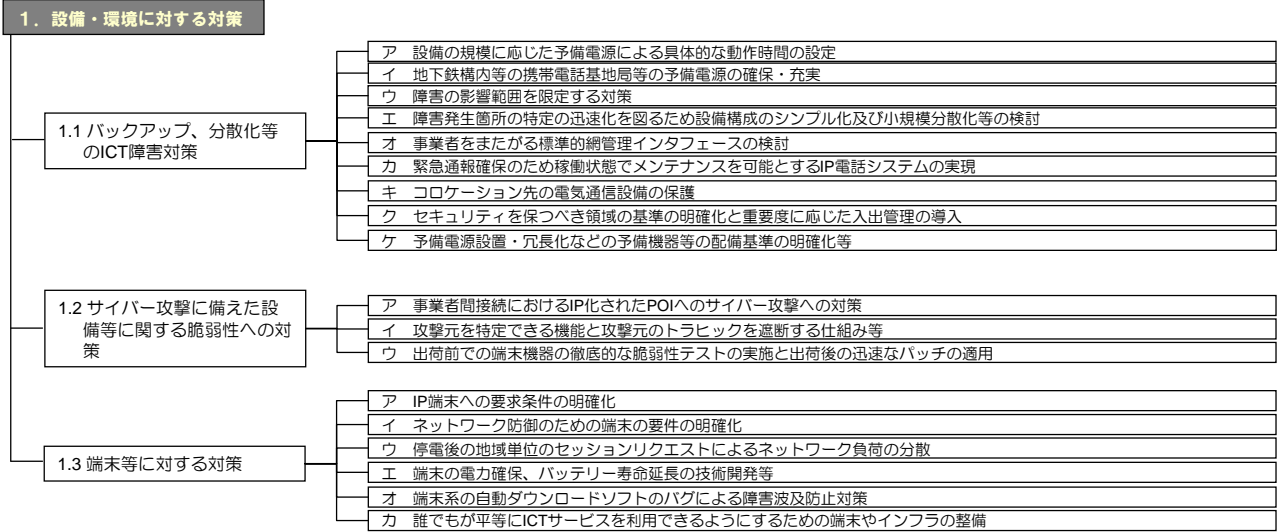 1．設備・環境に対する対策
1.1 バックアップ、分散化等
のICT障害対策
ア　設備の規模に応じた予備電源による具体的な動作時間の設定
イ　地下鉄構内等の携帯電話基地局等の予備電源の確保・充実
ウ　障害の影響範囲を限定する対策
エ　障害発生箇所の特定の迅速化を図るため設備構成のシンプル化及び小規模分散化等の検討
オ　事業者をまたがる標準的網管理インタフェースの検討
カ　緊急通報確保のため稼働状態でメンテナンスを可能とするIP電話システムの実現
キ　コロケーション先の電気通信設備の保護
ク　セキュリティを保つべき領域の基準の明確化と重要度に応じた入出管理の導入
ケ　予備電源設置・冗長化などの予備機器等の配備基準の明確化等
1.2 サイバー攻撃に備えた設
備等に関する脆弱性への対
策
ア　事業者間接続におけるIP化されたPOIへのサイバー攻撃への対策
イ　攻撃元を特定できる機能と攻撃元のトラヒックを遮断する仕組み等
ウ　出荷前での端末機器の徹底的な脆弱性テストの実施と出荷後の迅速なパッチの適用
1.3 端末等に対する対策
ア　IP端末への要求条件の明確化
イ　ネットワーク防御のための端末の要件の明確化
ウ　停電後の地域単位のセッションリクエストによるネットワーク負荷の分散
エ　端末の電力確保、バッテリー寿命延長の技術開発等
オ　端末系の自動ダウンロードソフトのバグによる障害波及防止対策
カ　誰でもが平等にICTサービスを利用できるようにするための端末やインフラの整備